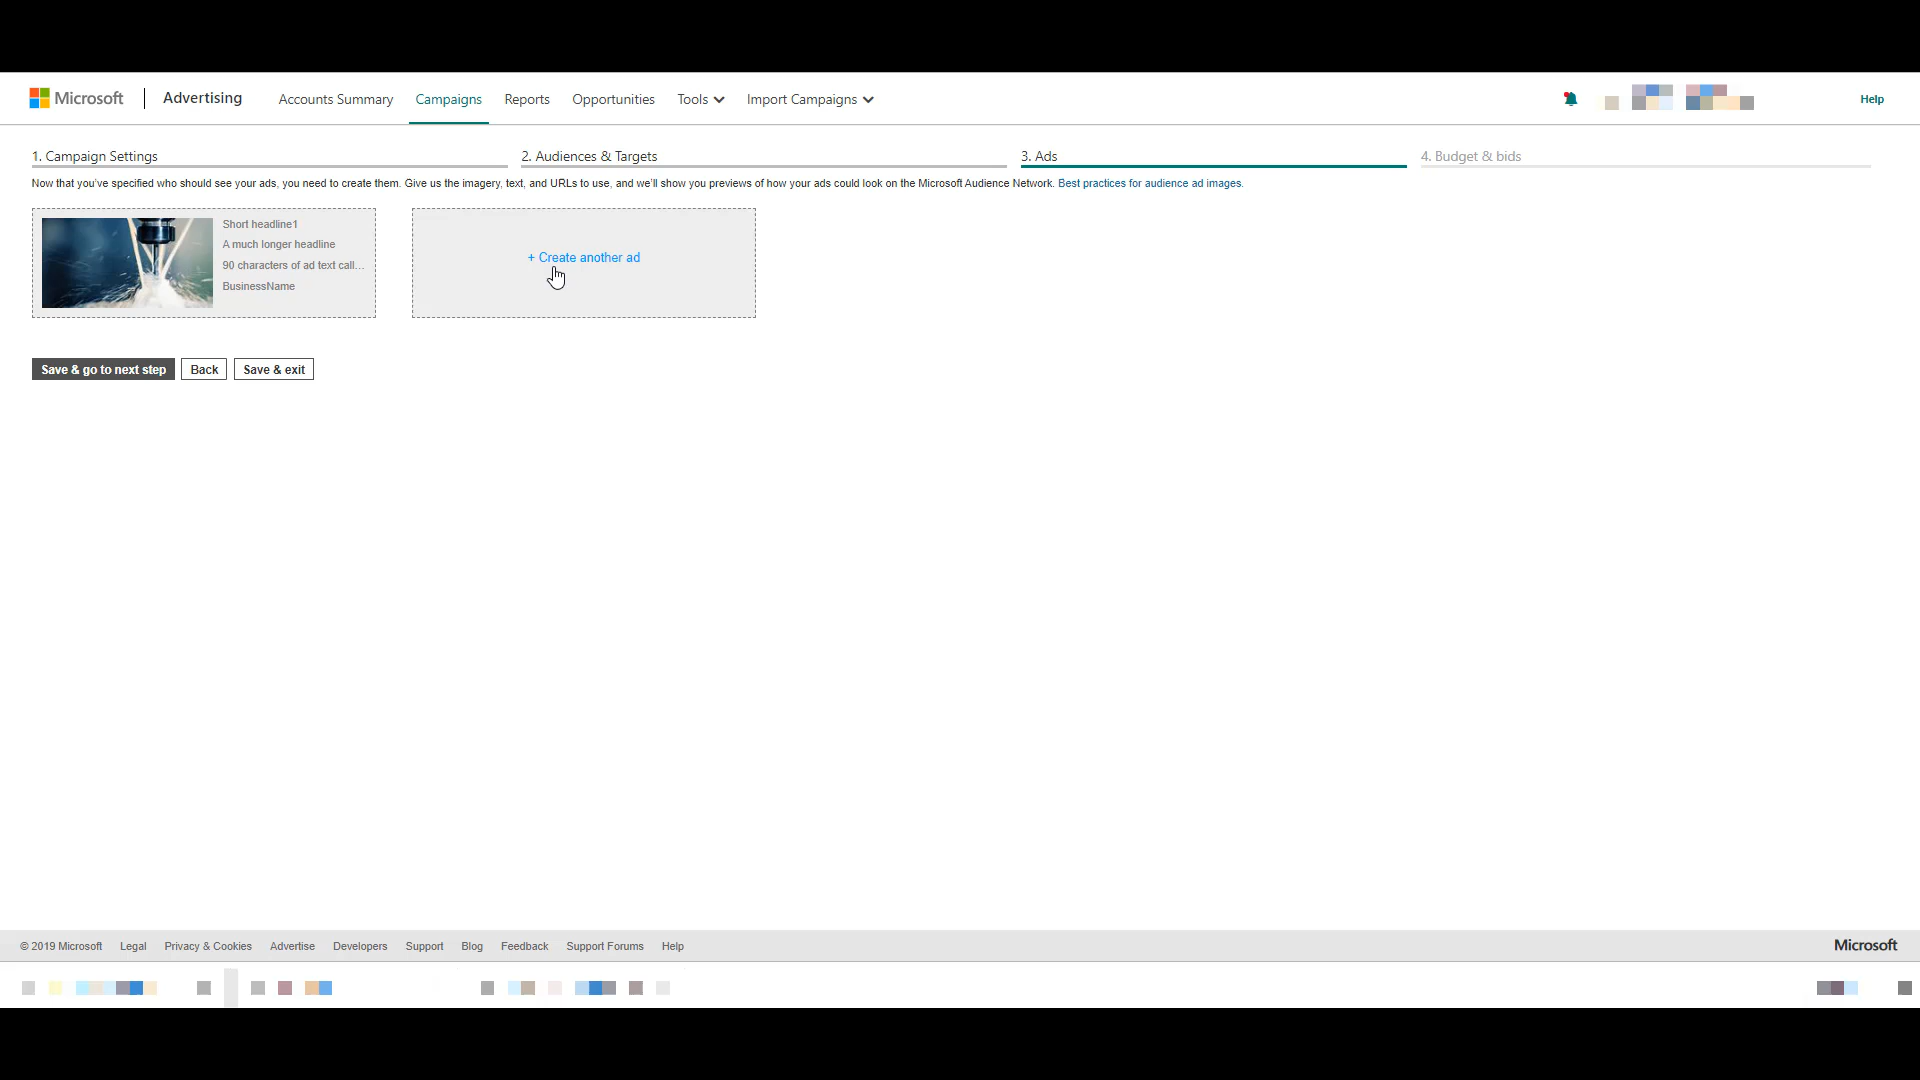 Microsoft | Advertising Accounts Summary Campaigns Reports Opportunities Tools Import Campaigns Help
1. Campaign Settings 2. Audiences & Targets 3. Ads 4. Budget & bids
Now that you've specified who should see your ads, you need to create them. Give us the imagery, text, and URLs to use, and we'll show you previews of how your ads could look on the Microsoft Audience Network. Best practices for audience ad images.
Short headline1
A much longer headline
90 characters of ad text call...
BusinessName
+ Create another ad
Save & go to next step Back Save & exit
© 2019 Microsoft Legal Privacy & Cookies Advertise Developers Support Blog Feedback Support Forums Help Microsoft